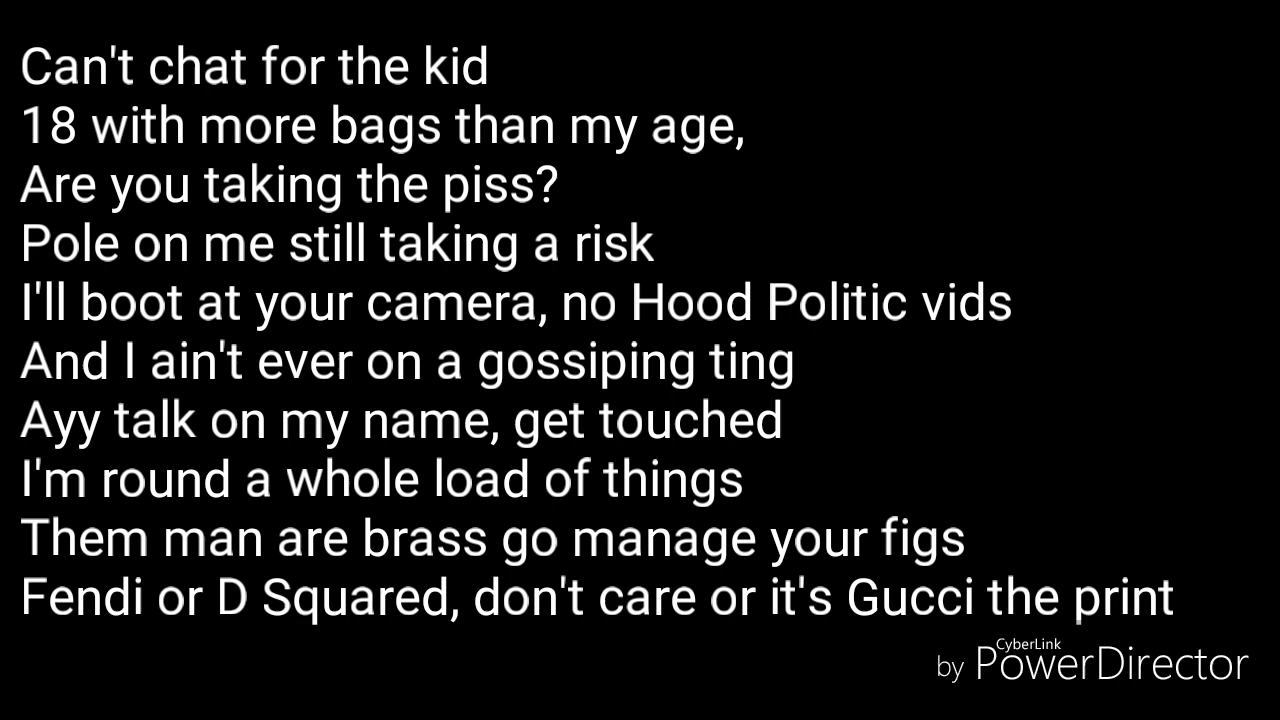 Can't chat for the kid
18 with more bags than my age,
Are you taking the piss?
Pole on me still taking a risk
I'll boot at your camera, no Hood Politic vids
And I ain't ever on a gossiping ting
Ayy talk on my name, get touched
I'm round a whole load of things
Them man are brass go manage your figs
Fendi or D Squared, don't care or it's Gucci the print
CyberLink
by PowerDirector